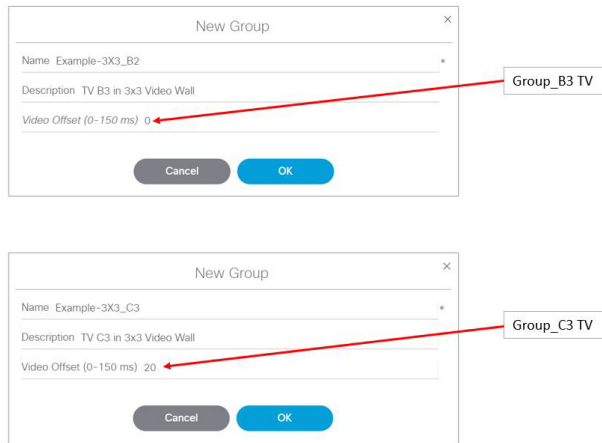 New Group
×
Name Example-3X3_B2 *
Description TV B3 in 3x3 Video Wall
Group_B3 TV
Video Offset (0-150 ms) 0
Cancel OK
New Group
×
Name Example-3X3_C3 *
Description TV C3 in 3x3 Video Wall
Group_C3 TV
Video Offset (0-150 ms) 20
Cancel OK